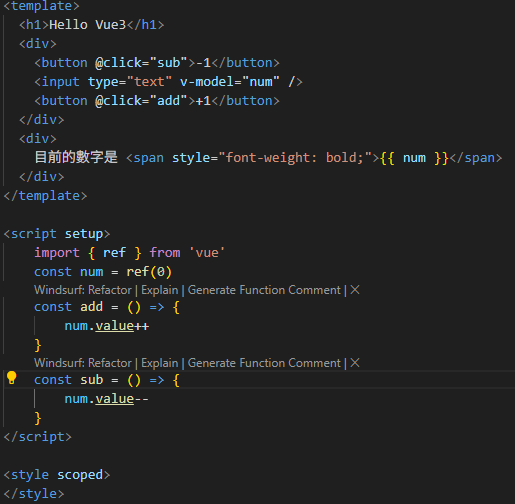 <template>
<h1>Hello Vue3</h1>
<div>
<button @click="sub">-1</button>
<input type="text" v-model="num" />
<button @click="add">+1</button>
</div>
<div>
目前的數字是 <span style="font-weight: bold;">{{ num }}</span>
</div>
</template>
<script setup>
import { ref } from 'vue'
const num = ref(0)
Windsurf: Refactor | Explain | Generate Function Comment | ×
const add = () => {
num.value++
}
Windsurf: Refactor | Explain | Generate Function Comment | ×
const sub = () => {
num.value--
}
</script>
<style scoped>
</style>